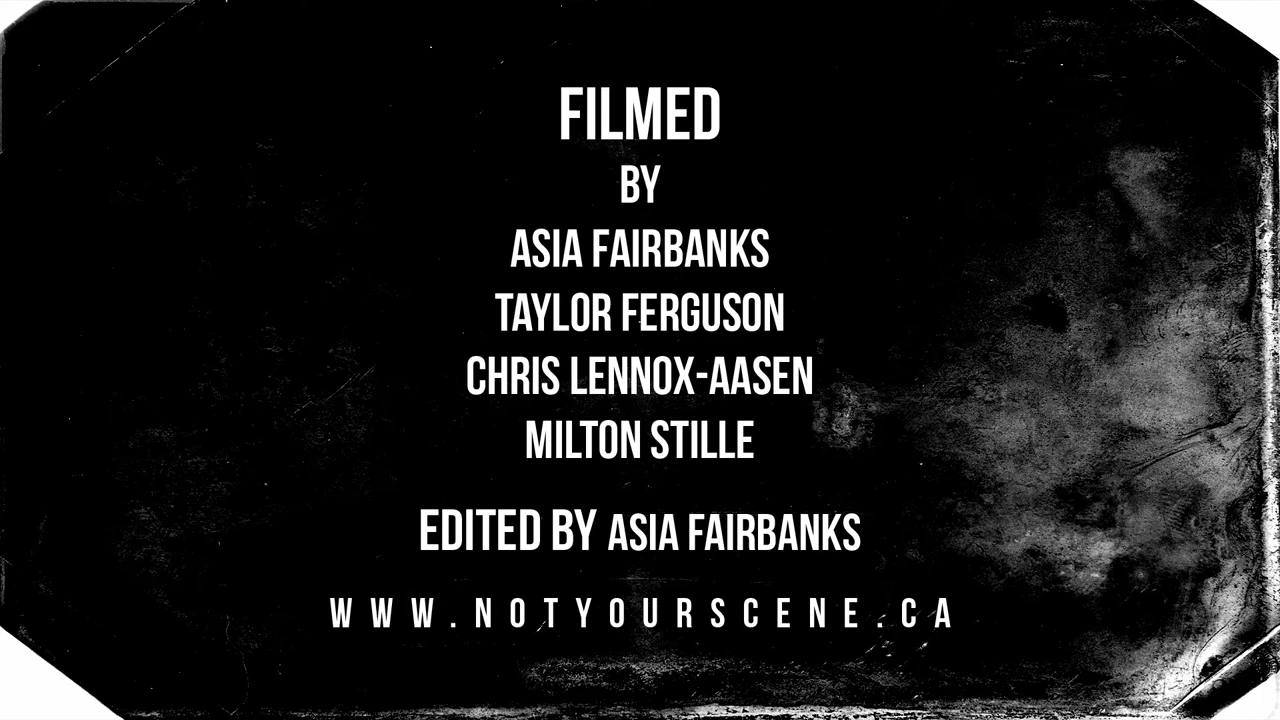 FILMED
BY
ASIA FAIRBANKS
TAYLOR FERGUSON
CHRIS LENNOX-AASEN
MILTON STILLE
EDITED BY ASIA FAIRBANKS
WWW.NOTYOURSCENE.CA